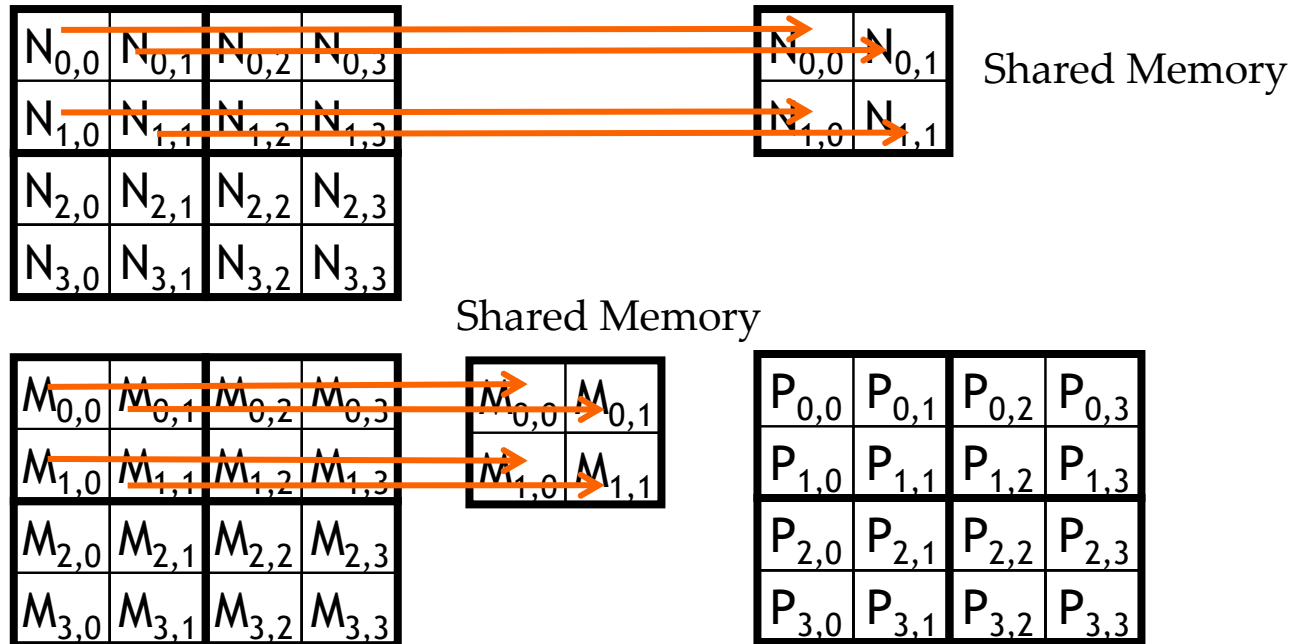 N0,0 N0,1 N0,2 N0,3 N0,0 N0,1
Shared Memory
N1,0 N1,1 N1,2 N1,3 N1,0 N1,1
N2,0 N2,1 N2,2 N2,3
N3,0 N3,1 N3,2 N3,3
Shared Memory
M0,0 M0,1 M0,2 M0,3 M0,0 M0,1 P0,0 P0,1 P0,2 P0,3
M1,0 M1,1 M1,2 M1,3 M1,0 M1,1 P1,0 P1,1 P1,2 P1,3
M2,0 M2,1 M2,2 M2,3 P2,0 P2,1 P2,2 P2,3
M3,0 M3,1 M3,2 M3,3 P3,0 P3,1 P3,2 P3,3